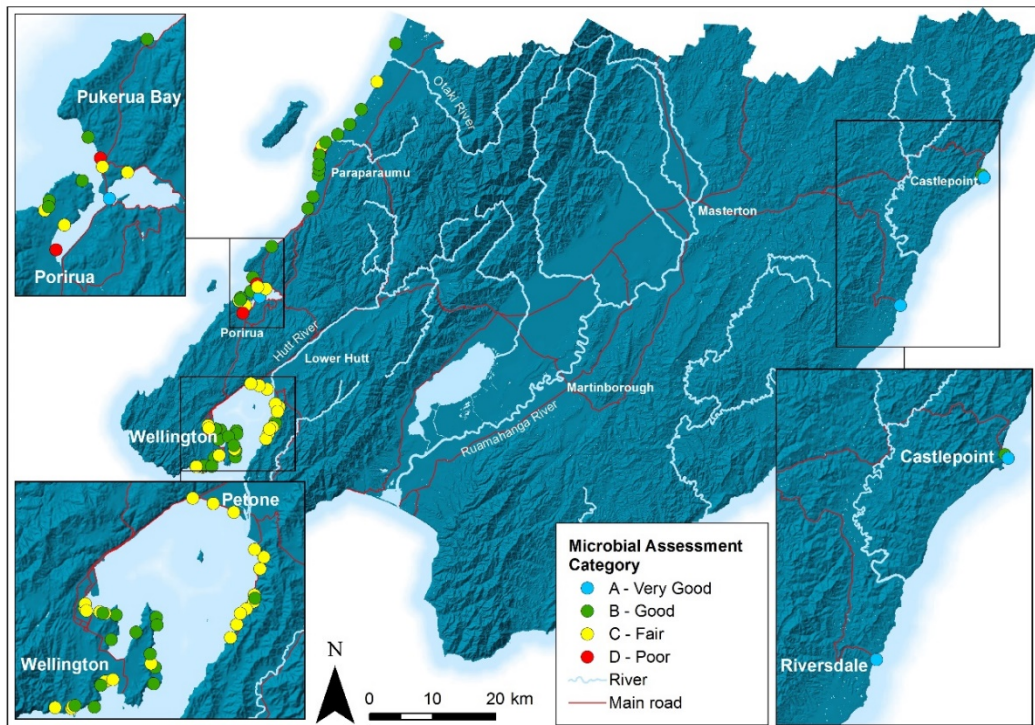 Pukerua Bay
Porirua
Otaki River
Paraparaumu
Masterton
Castlepoint
Porirua
Hutt River
Lower Hutt
Martinborough
Ruamahanga River
Wellington
Petone
Wellington
Castlepoint
Riversdale
Microbial Assessment
Category
A - Very Good
B - Good
C - Fair
D - Poor
River
Main road
N
0 10 20 km